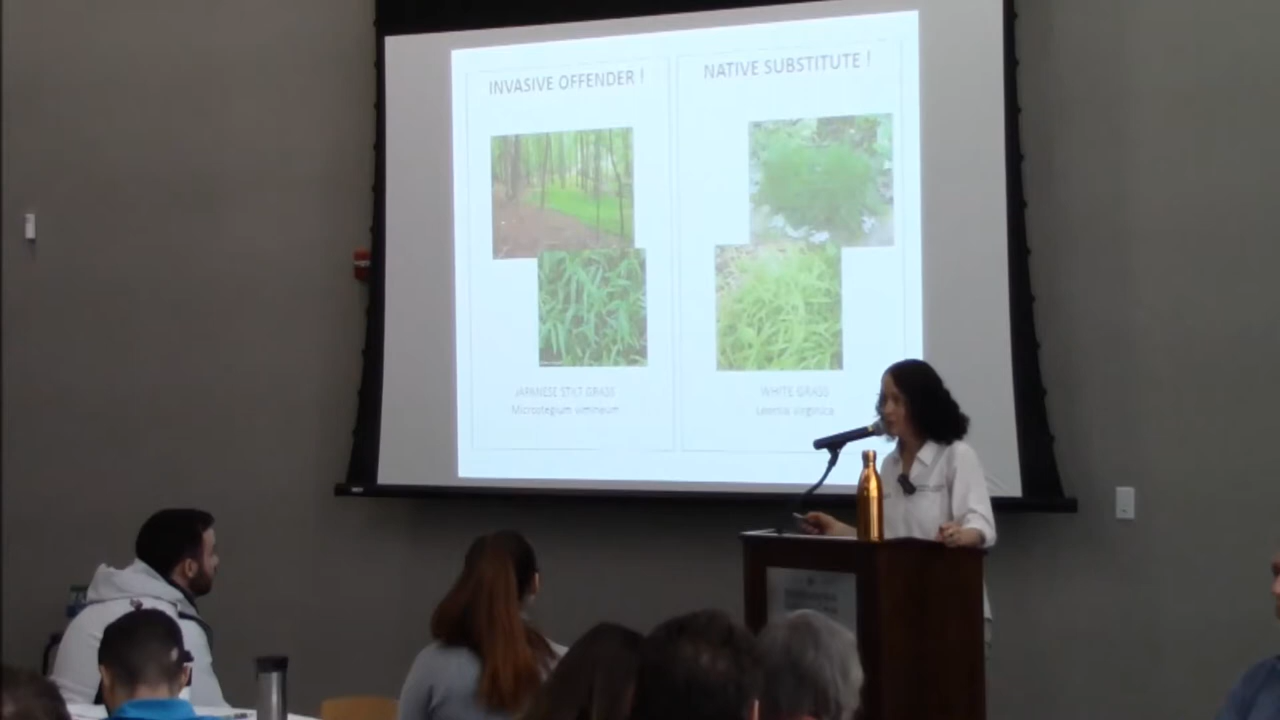 INVASIVE OFFENDER !
NATIVE SUBSTITUTE !
JAPANESE STILT GRASS
Microstegium vimineum
WHITE GRASS
Leersia virginica